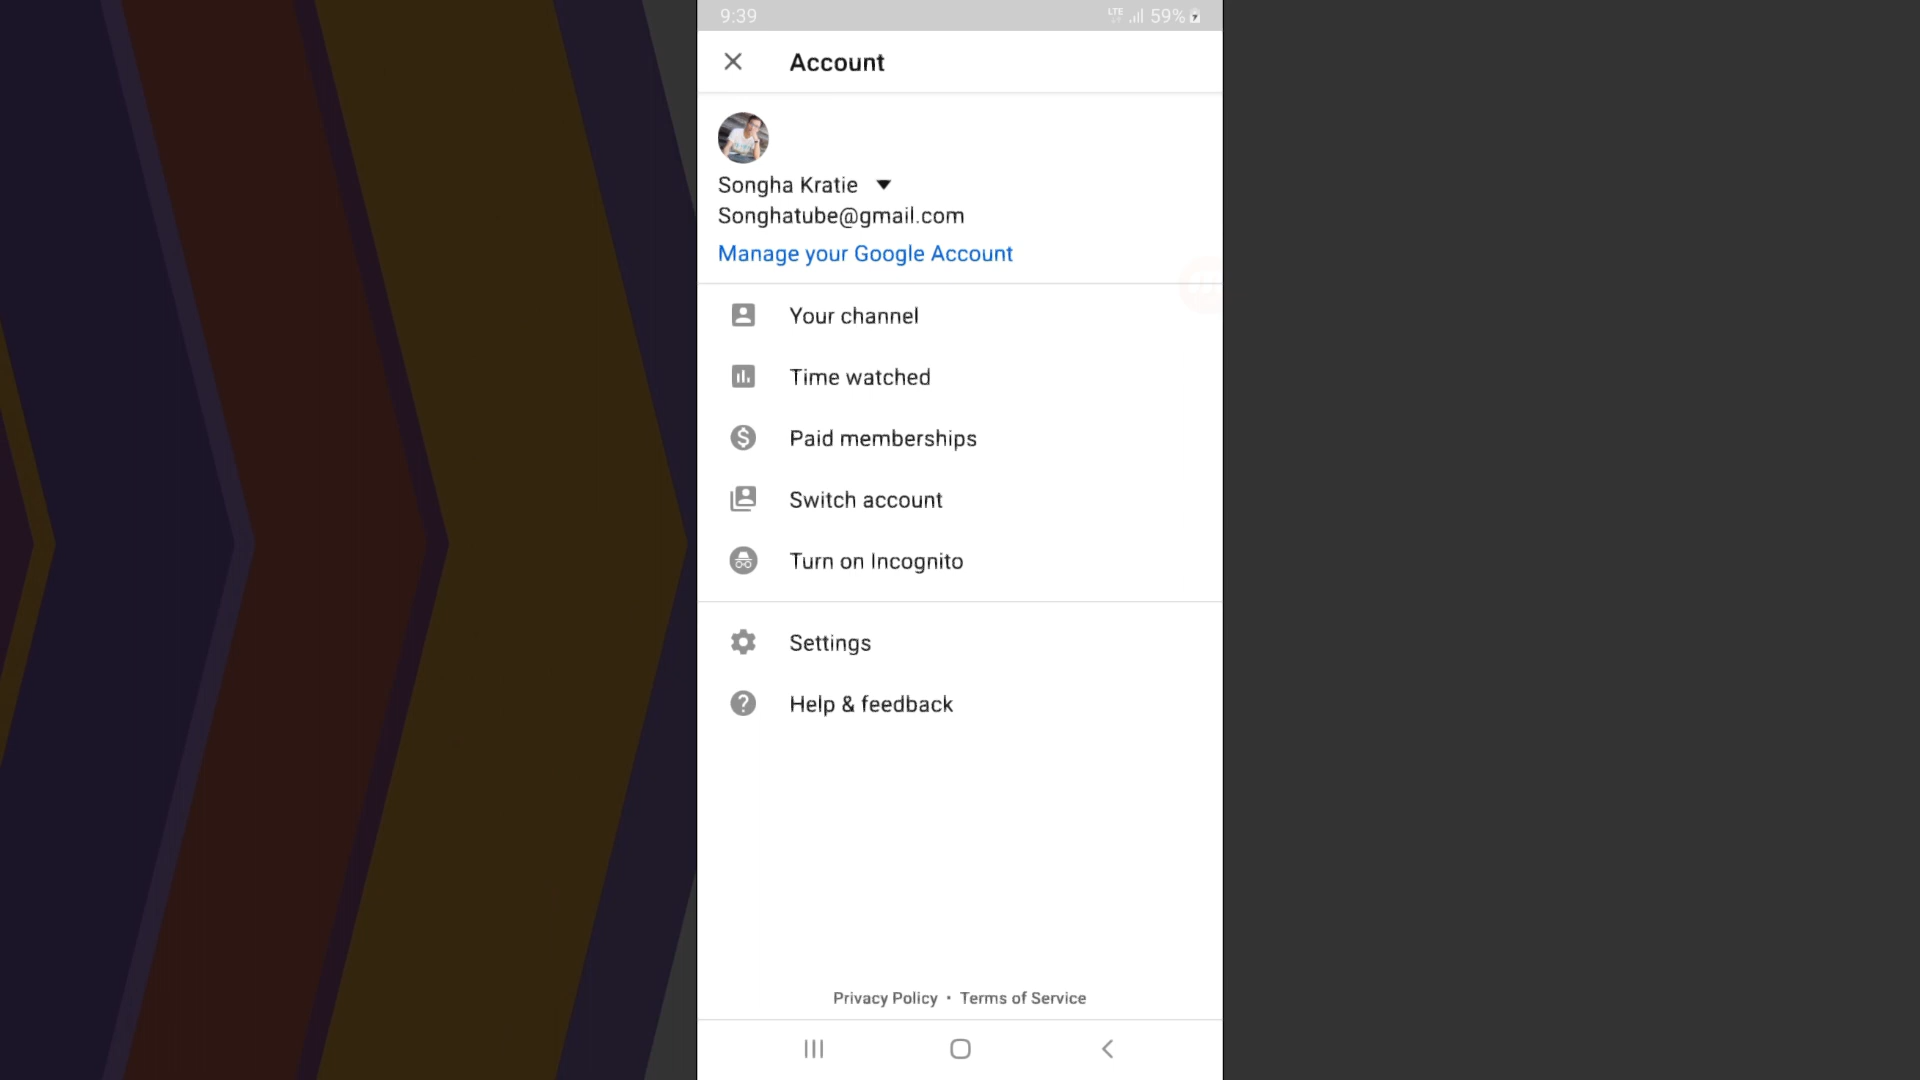 9:39 LTE 59%
Account
Songha Kratie
Songhatube@gmail.com
Manage your Google Account
Your channel
Time watched
Paid memberships
Switch account
Turn on Incognito
Settings
Help & feedback
Privacy Policy • Terms of Service